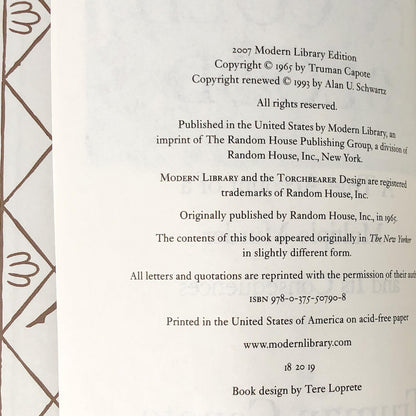 2007 Modern Library Edition
Copyright © 1965 by Truman Capote
Copyright renewed © 1993 by Alan U. Schwartz
All rights reserved.
Published in the United States by Modern Library, an
imprint of The Random House Publishing Group, a division of
Random House, Inc., New York.
Modern Library and the Torchbearer Design are registered
trademarks of Random House, Inc.
Originally published by Random House, Inc., in 1965.
The contents of this book appeared originally in The New Yorker
in slightly different form.
All letters and quotations are reprinted with the permission of their auth
ISBN 978-0-375-50790-8
Printed in the United States of America on acid-free paper
www.modernlibrary.com
18 20 19
Book design by Tere Loprete